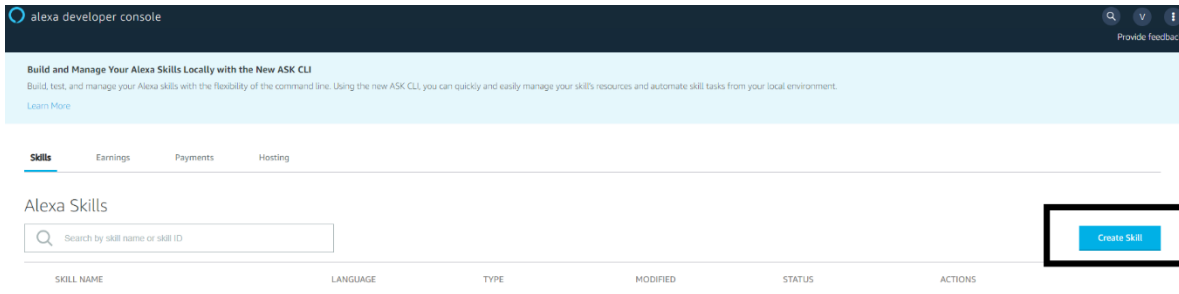 alexa developer console
V
Provide feedbac
Build and Manage Your Alexa Skills Locally with the New ASK CLI
Build, test, and manage your Alexa skills with the flexibility of the command line. Using the new ASK CLI, you can quickly and easily manage your skill's resources and automate skill tasks from your local environment.
Learn More
Skills Earnings Payments Hosting
Alexa Skills
Search by skill name or skill ID
Create Skill
SKILL NAME LANGUAGE TYPE MODIFIED STATUS ACTIONS